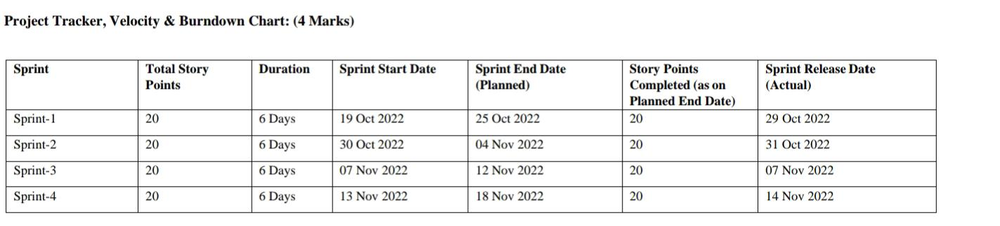 Project Tracker, Velocity & Burndown Chart: (4 Marks)
Sprint Total Story Points Duration Sprint Start Date Sprint End Date (Planned) Story Points Completed (as on Planned End Date) Sprint Release Date (Actual)
Sprint-1 20 6 Days 19 Oct 2022 25 Oct 2022 20 29 Oct 2022
Sprint-2 20 6 Days 30 Oct 2022 04 Nov 2022 20 31 Oct 2022
Sprint-3 20 6 Days 07 Nov 2022 12 Nov 2022 20 07 Nov 2022
Sprint-4 20 6 Days 13 Nov 2022 18 Nov 2022 20 14 Nov 2022